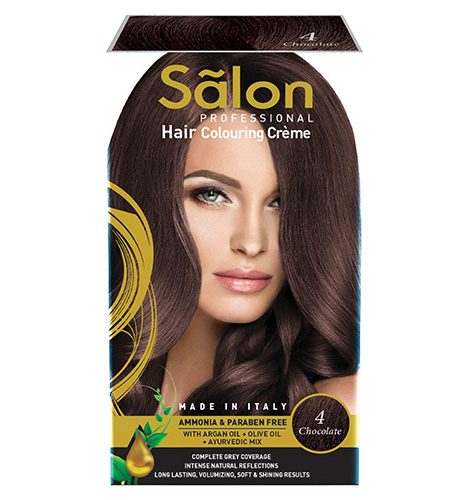 4
Chocolate
Sãlon
PROFESSIONAL
Hair Colouring Crème
MADE IN ITALY
AMMONIA & PARABEN FREE
WITH ARGAN OIL + OLIVE OIL
+ AYURVEDIC MIX
4
Chocolate
COMPLETE GREY COVERAGE
INTENSE NATURAL REFLECTIONS
LONG LASTING, VOLUMIZING, SOFT & SHINING RESULTS